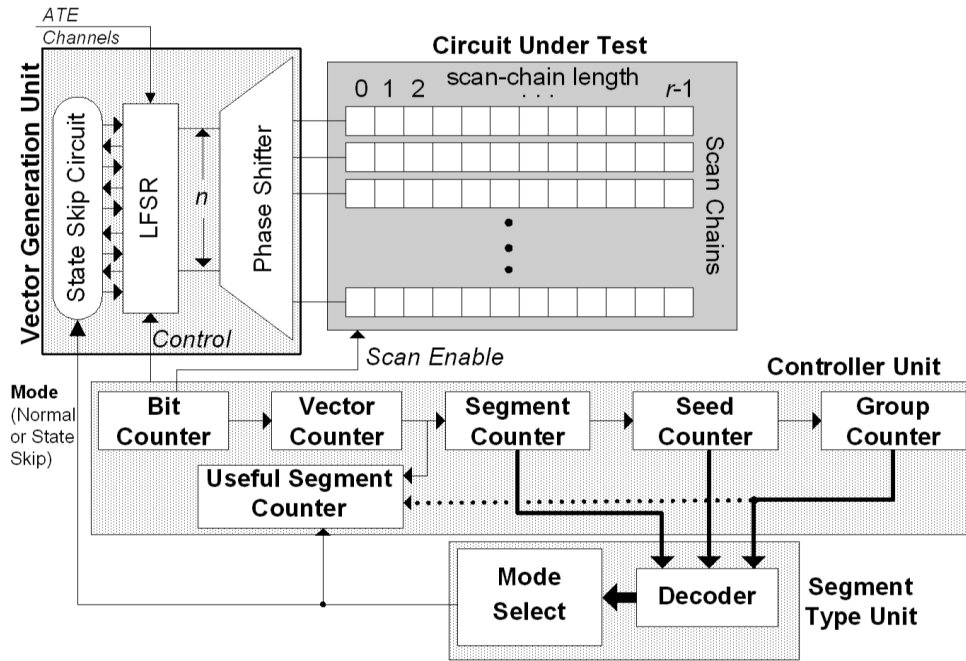 ATE
Channels
Vector Generation Unit
State Skip Circuit
LFSR
n
Phase Shifter
Control
Circuit Under Test
scan-chain length
0 1 2 . . . r-1
Scan Chains
Scan Enable
Mode
(Normal
or State
Skip)
Controller Unit
Bit
Counter
Vector
Counter
Segment
Counter
Seed
Counter
Group
Counter
Useful Segment
Counter
Mode
Select
Decoder
Segment
Type Unit